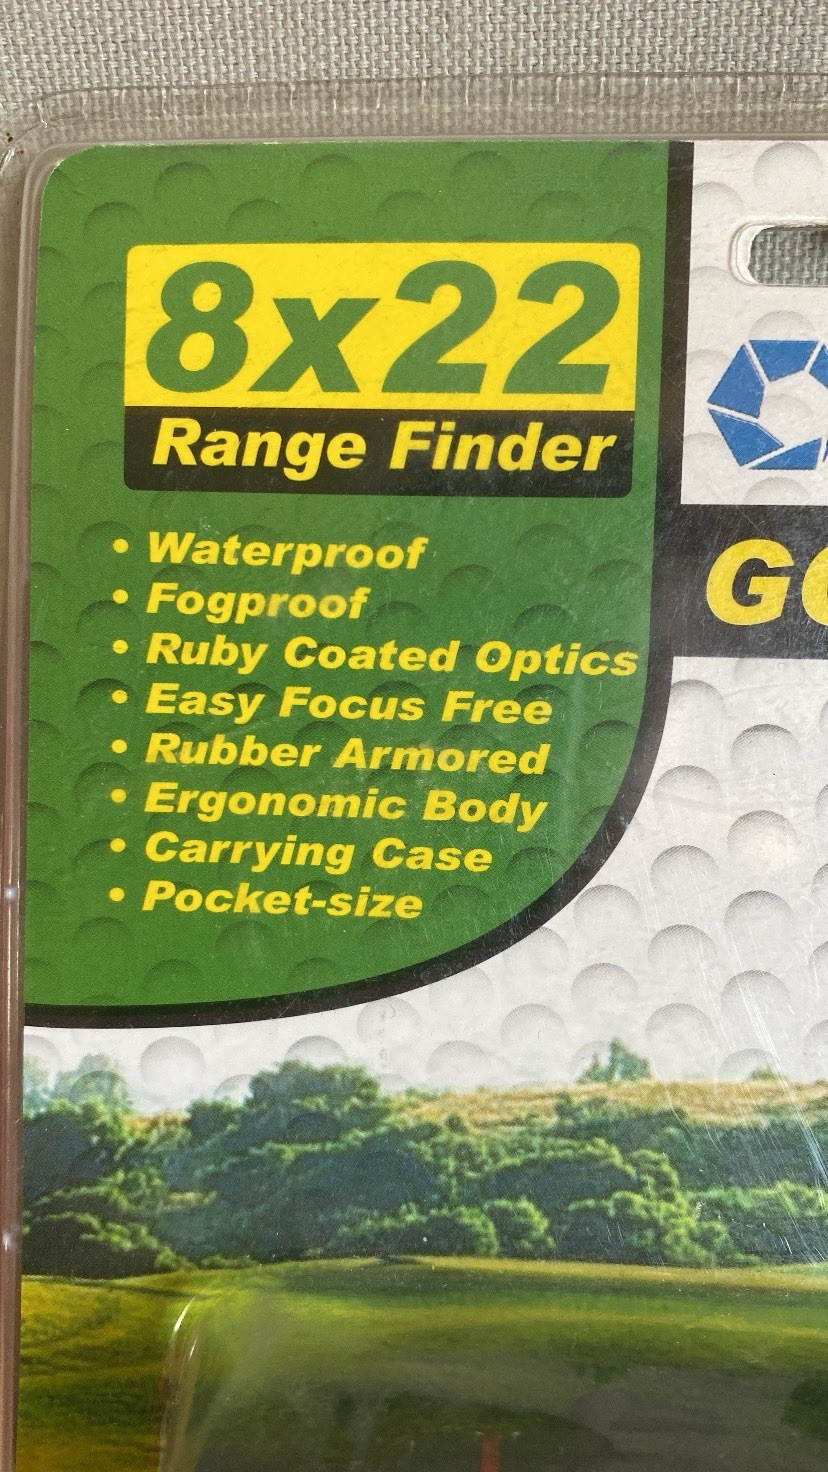 8x22
Range Finder
• Waterproof
• Fogproof
• Ruby Coated Optics
• Easy Focus Free
• Rubber Armored
• Ergonomic Body
• Carrying Case
• Pocket-size